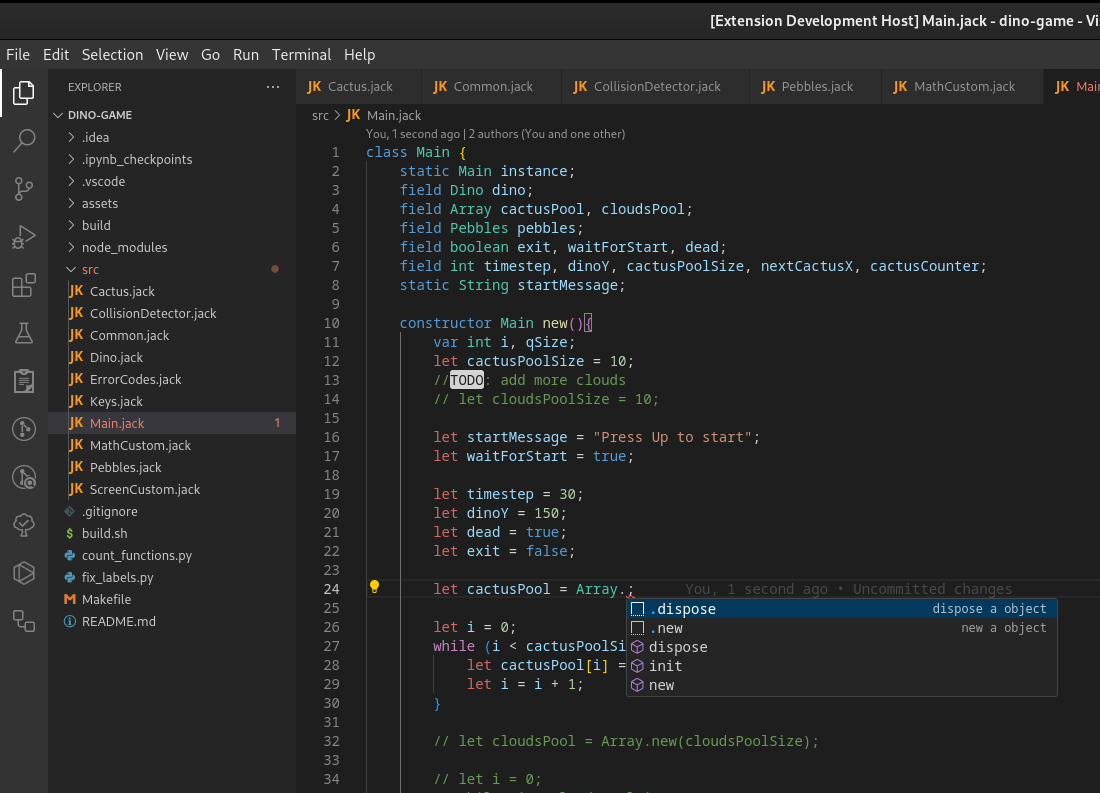 [Extension Development Host] Main.jack - dino-game - Vi
File Edit Selection View Go Run Terminal Help
EXPLORER ···
JK Cactus.jack JK Common.jack JK CollisionDetector.jack JK Pebbles.jack JK MathCustom.jack JK Mai
DINO-GAME
.idea
.ipynb_checkpoints
.vscode
assets
build
node_modules
src
JK Cactus.jack
JK CollisionDetector.jack
JK Common.jack
JK Dino.jack
JK ErrorCodes.jack
JK Keys.jack
JK Main.jack 1
JK MathCustom.jack
JK Pebbles.jack
JK ScreenCustom.jack
.gitignore
$ build.sh
count_functions.py
fix_labels.py
M Makefile
README.md
src > JK Main.jack
You, 1 second ago | 2 authors (You and one other)
1 class Main {
2 static Main instance;
3 field Dino dino;
4 field Array cactusPool, cloudsPool;
5 field Pebbles pebbles;
6 field boolean exit, waitForStart, dead;
7 field int timestep, dinoY, cactusPoolSize, nextCactusX, cactusCounter;
8 static String startMessage;
9
10 constructor Main new(){
11 var int i, qSize;
12 let cactusPoolSize = 10;
13 //TODO: add more clouds
14 // let cloudsPoolSize = 10;
15
16 let startMessage = "Press Up to start";
17 let waitForStart = true;
18
19 let timestep = 30;
20 let dinoY = 150;
21 let dead = true;
22 let exit = false;
23
24 let cactusPool = Array.; You, 1 second ago • Uncommitted changes
25
.dispose dispose a object
.new new a object
dispose
init
new
26 let i = 0;
27 while (i < cactusPoolSi
28 let cactusPool[i] =
29 let i = i + 1;
30 }
31
32 // let cloudsPool = Array.new(cloudsPoolSize);
33
34 // let i = 0;